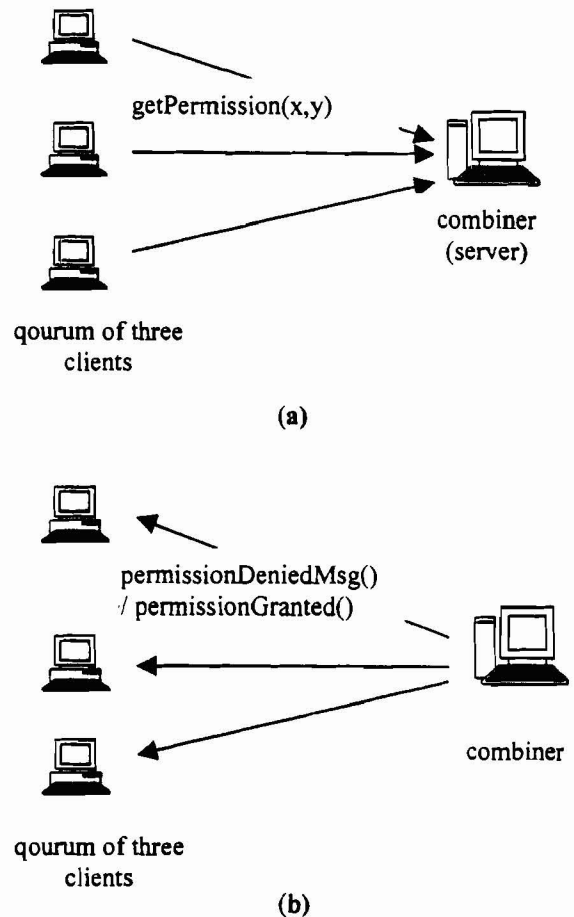 getPermission(x,y)
combiner
(server)
qourum of three
clients
(a)
permissionDeniedMsg()
/ permissionGranted()
combiner
qourum of three
clients
(b)